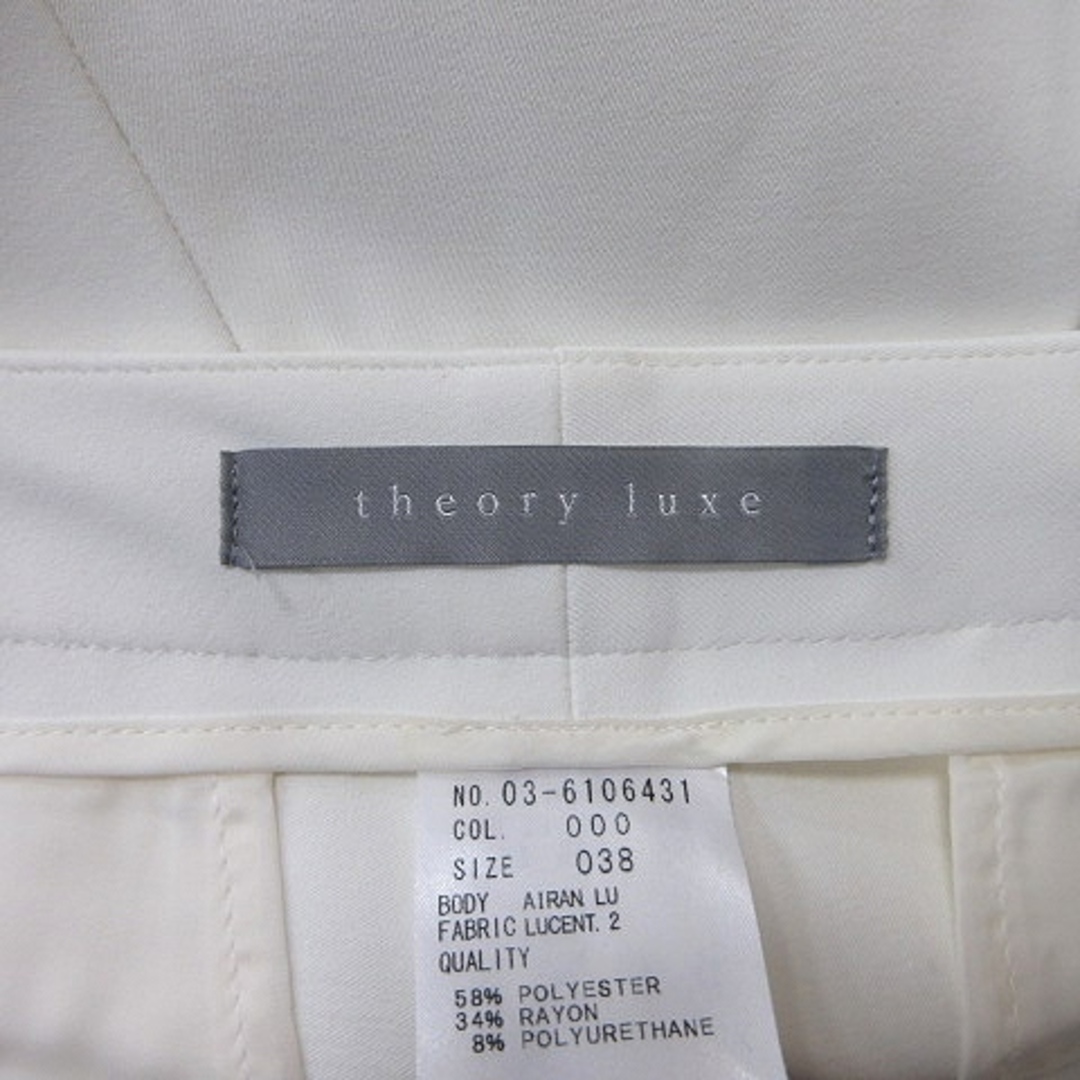 theory luxe
NO. 03-6106431
COL. 000
SIZE 038
BODY AIRAN LU
FABRIC LUCENT. 2
QUALITY
58% POLYESTER
34% RAYON
8% POLYURETHANE